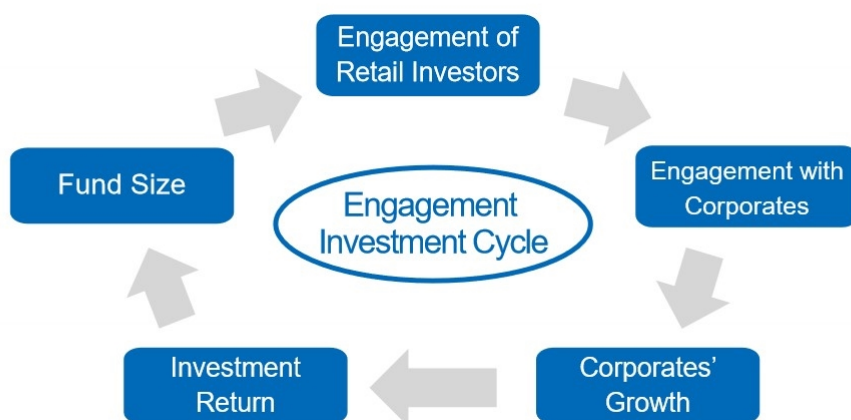 Engagement of
Retail Investors
Engagement with
Corporates
Corporates’
Growth
Investment
Return
Fund Size
Engagement
Investment Cycle